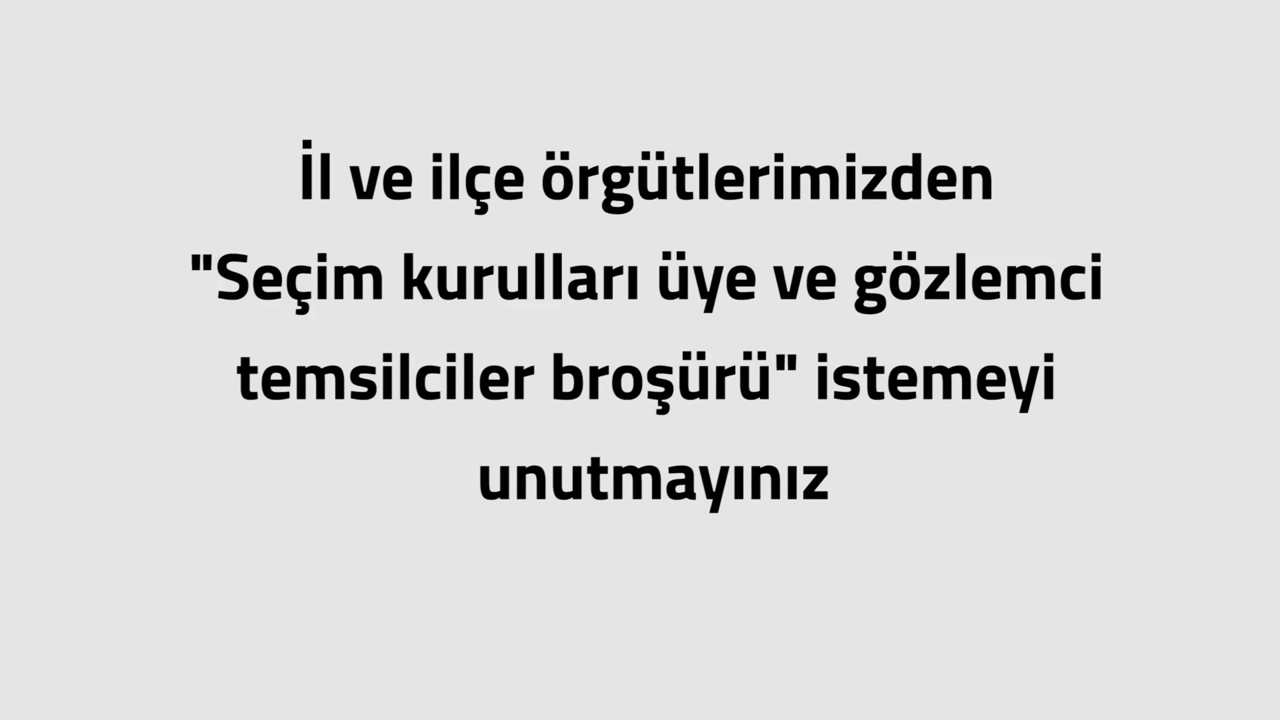 İl ve ilçe örgütlerimizden
"Seçim kurulları üye ve gözlemci
temsilciler broşürü" istemeyi
unutmayınız